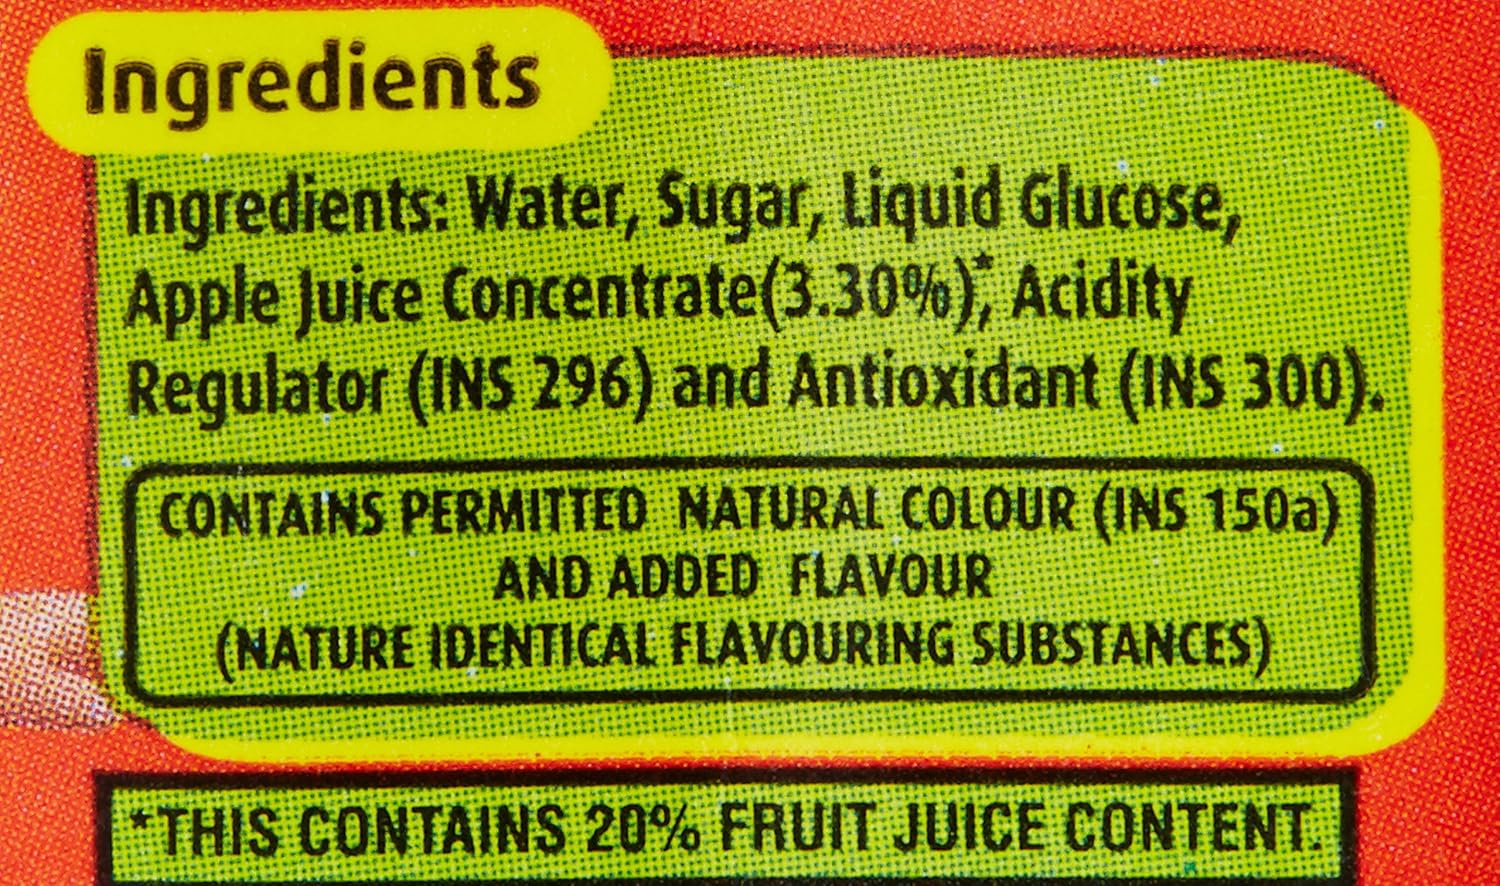 Ingredients
Ingredients: Water, Sugar, Liquid Glucose,
Apple Juice Concentrate(3.30%)*, Acidity
Regulator (INS 296) and Antioxidant (INS 300).
CONTAINS PERMITTED NATURAL COLOUR (INS 150a)
AND ADDED FLAVOUR
(NATURE IDENTICAL FLAVOURING SUBSTANCES)
*THIS CONTAINS 20% FRUIT JUICE CONTENT.